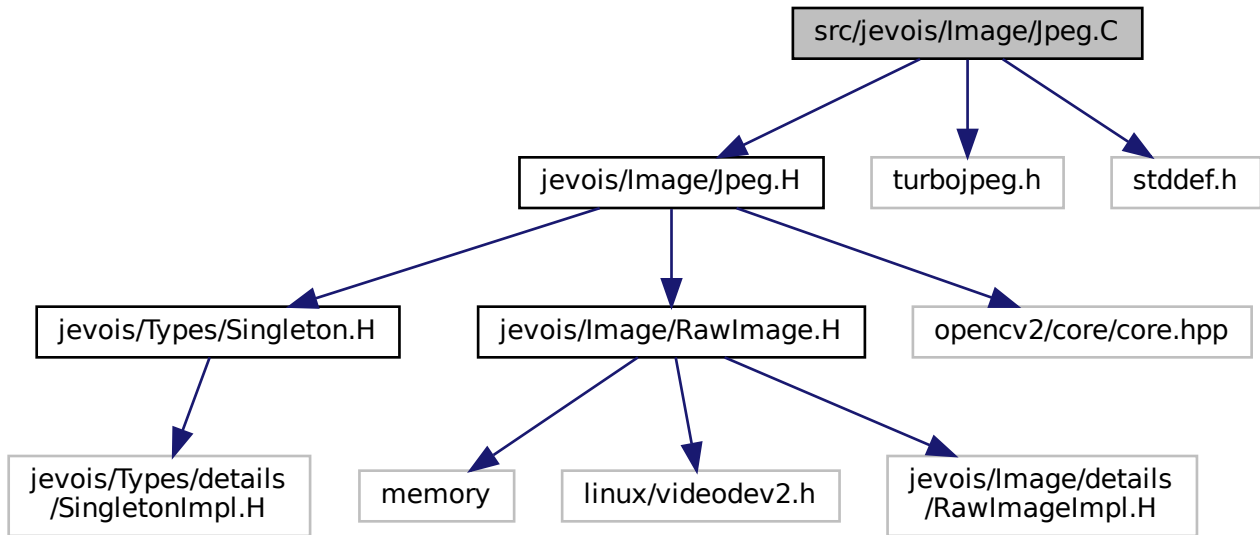 src/jevois/Image/Jpeg.C
jevois/Image/Jpeg.H
turbojpeg.h
stddef.h
jevois/Types/Singleton.H
jevois/Image/RawImage.H
opencv2/core/core.hpp
jevois/Types/details
/SingletonImpl.H
memory
linux/videodev2.h
jevois/Image/details
/RawImageImpl.H